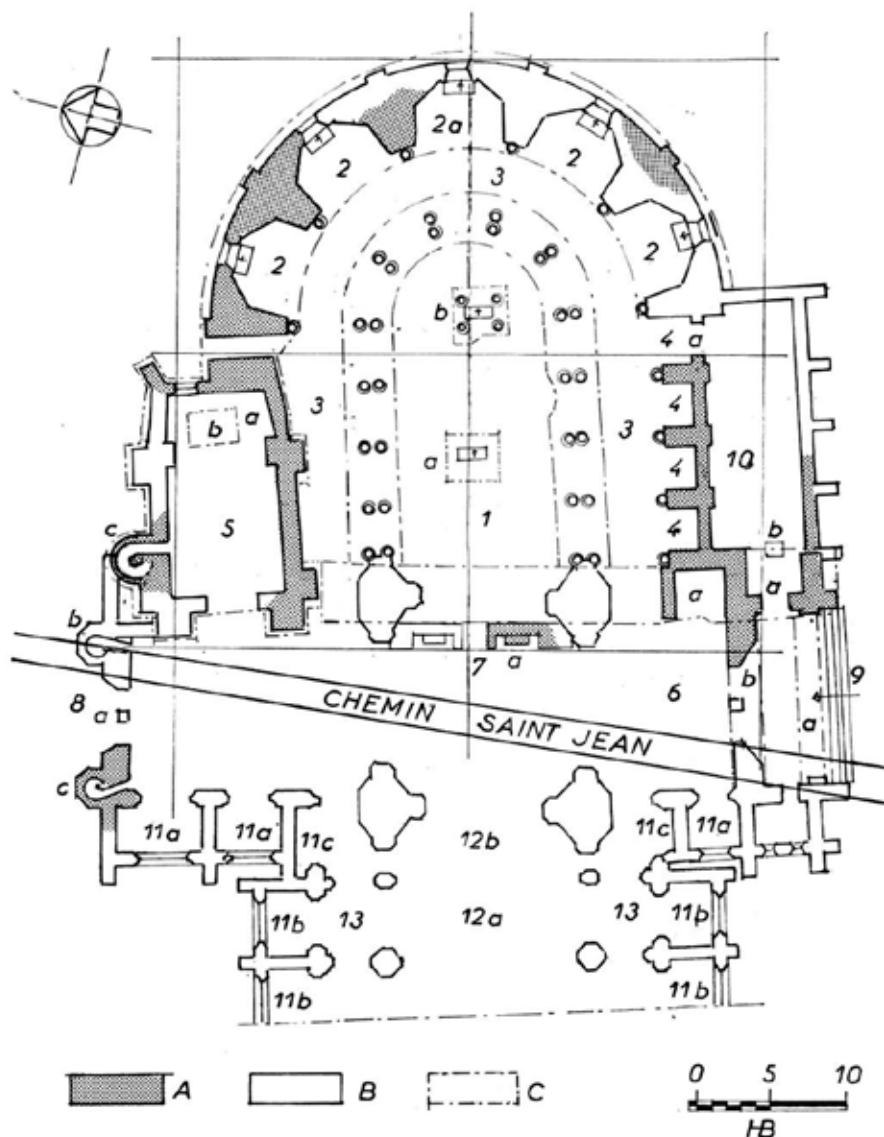 2a
2 2
3
2 2
b
4 a
3 4
b a
a 3 4 10
4
5 1
c 4
b
a a
b
7 a
8 a 6 b 9
CHEMIN SAINT JEAN a
c
11a 11a 11c 12b 11c 11a
11b 13 12a 13 11b
11b 11b
A B C
0 5 10
HB